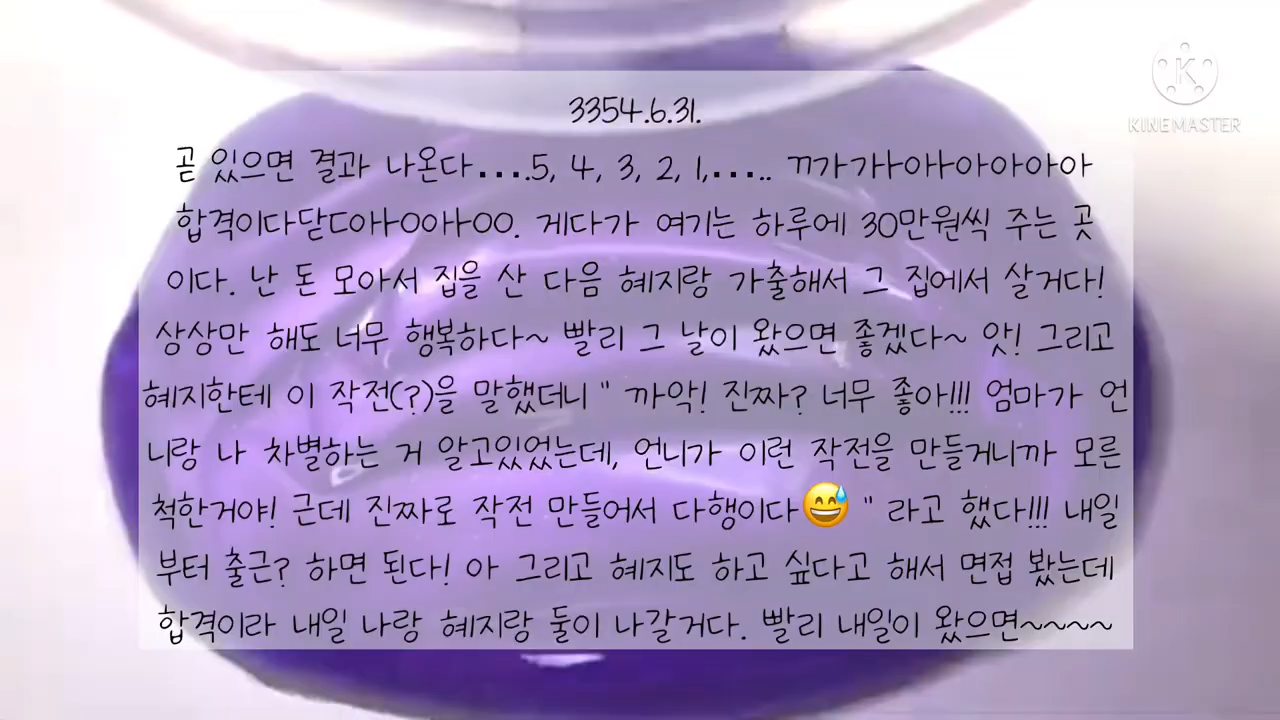 3354.6.31.
곧 있으면 결과 나온다....5, 4, 3, 2, 1,..... ㄲㅏ가ㅏ아ㅏ아아아아
합격이다닫ㄷ아ㅏㅇ아ㅏㅇㅇ. 게다가 여기는 하루에 30만원씩 주는 곳
이다. 난 돈 모아서 집을 산 다음 혜지랑 가출해서 그 집에서 살거다!
상상만 해도 너무 행복하다~ 빨리 그 날이 왔으면 좋겠다~ 앗! 그리고
혜지한테 이 작전(?)을 말했더니 " 까악! 진짜? 너무 좋아!!! 엄마가 언
니랑 나 차별하는 거 알고있었는데, 언니가 이런 작전을 만들거니까 모른
척한거야! 근데 진짜로 작전 만들어서 다행이다😅 " 라고 했다!!! 내일
부터 출근? 하면 된다! 아 그리고 혜지도 하고 싶다고 해서 면접 봤는데
합격이라 내일 나랑 혜지랑 둘이 나갈거다. 빨리 내일이 왔으면~~~~
KINEMASTER